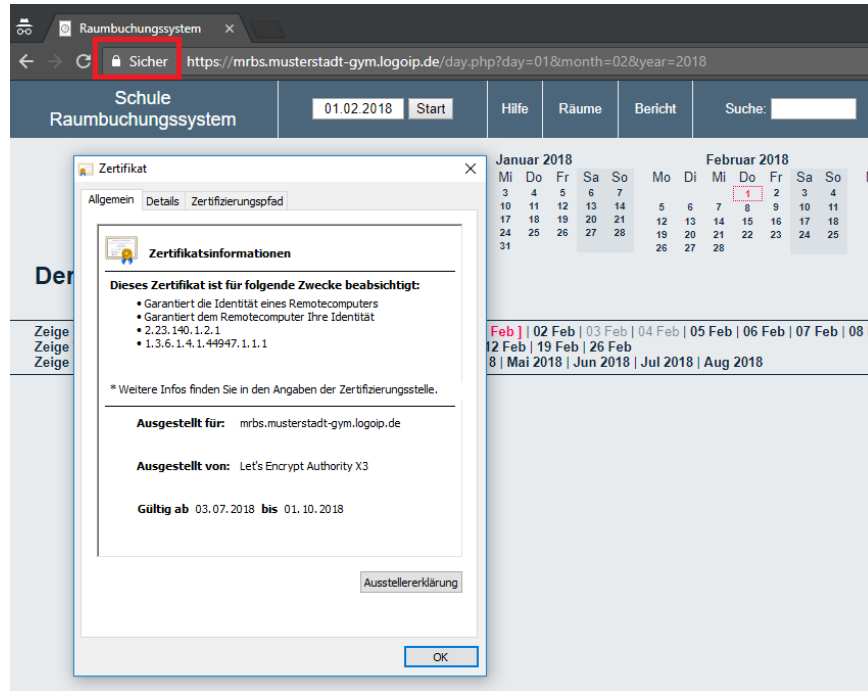 Raumbuchungssystem
Sicher https://mrbs.musterstadt-gym.logoip.de/day.php?day=01&month=02&year=2018
Schule
Raumbuchungssystem
01.02.2018 Start Hilfe Räume Bericht Suche:
Zertifikat
Allgemein Details Zertifizierungspfad
Zertifikatsinformationen
Dieses Zertifikat ist für folgende Zwecke beabsichtigt:
• Garantiert die Identität eines Remotecomputers
• Garantiert dem Remotecomputer Ihre Identität
• 2.23.140.1.2.1
• 1.3.6.1.4.1.44947.1.1.1
* Weitere Infos finden Sie in den Angaben der Zertifizierungsstelle.
Ausgestellt für: mrbs.musterstadt-gym.logoip.de
Ausgestellt von: Let's Encrypt Authority X3
Gültig ab 03.07.2018 bis 01.10.2018
Ausstellererklärung
OK
Januar 2018
Mi Do Fr Sa So
3 4 5 6 7
10 11 12 13 14
17 18 19 20 21
24 25 26 27 28
31
Februar 2018
Mo Di Mi Do Fr Sa So
1 2 3 4
5 6 7 8 9 10 11
12 13 14 15 16 17 18
19 20 21 22 23 24 25
26 27 28
Der
Zeige Feb ] | 02 Feb | 03 Feb | 04 Feb | 05 Feb | 06 Feb | 07 Feb | 08
Zeige 12 Feb | 19 Feb | 26 Feb
Zeige 8 | Mai 2018 | Jun 2018 | Jul 2018 | Aug 2018